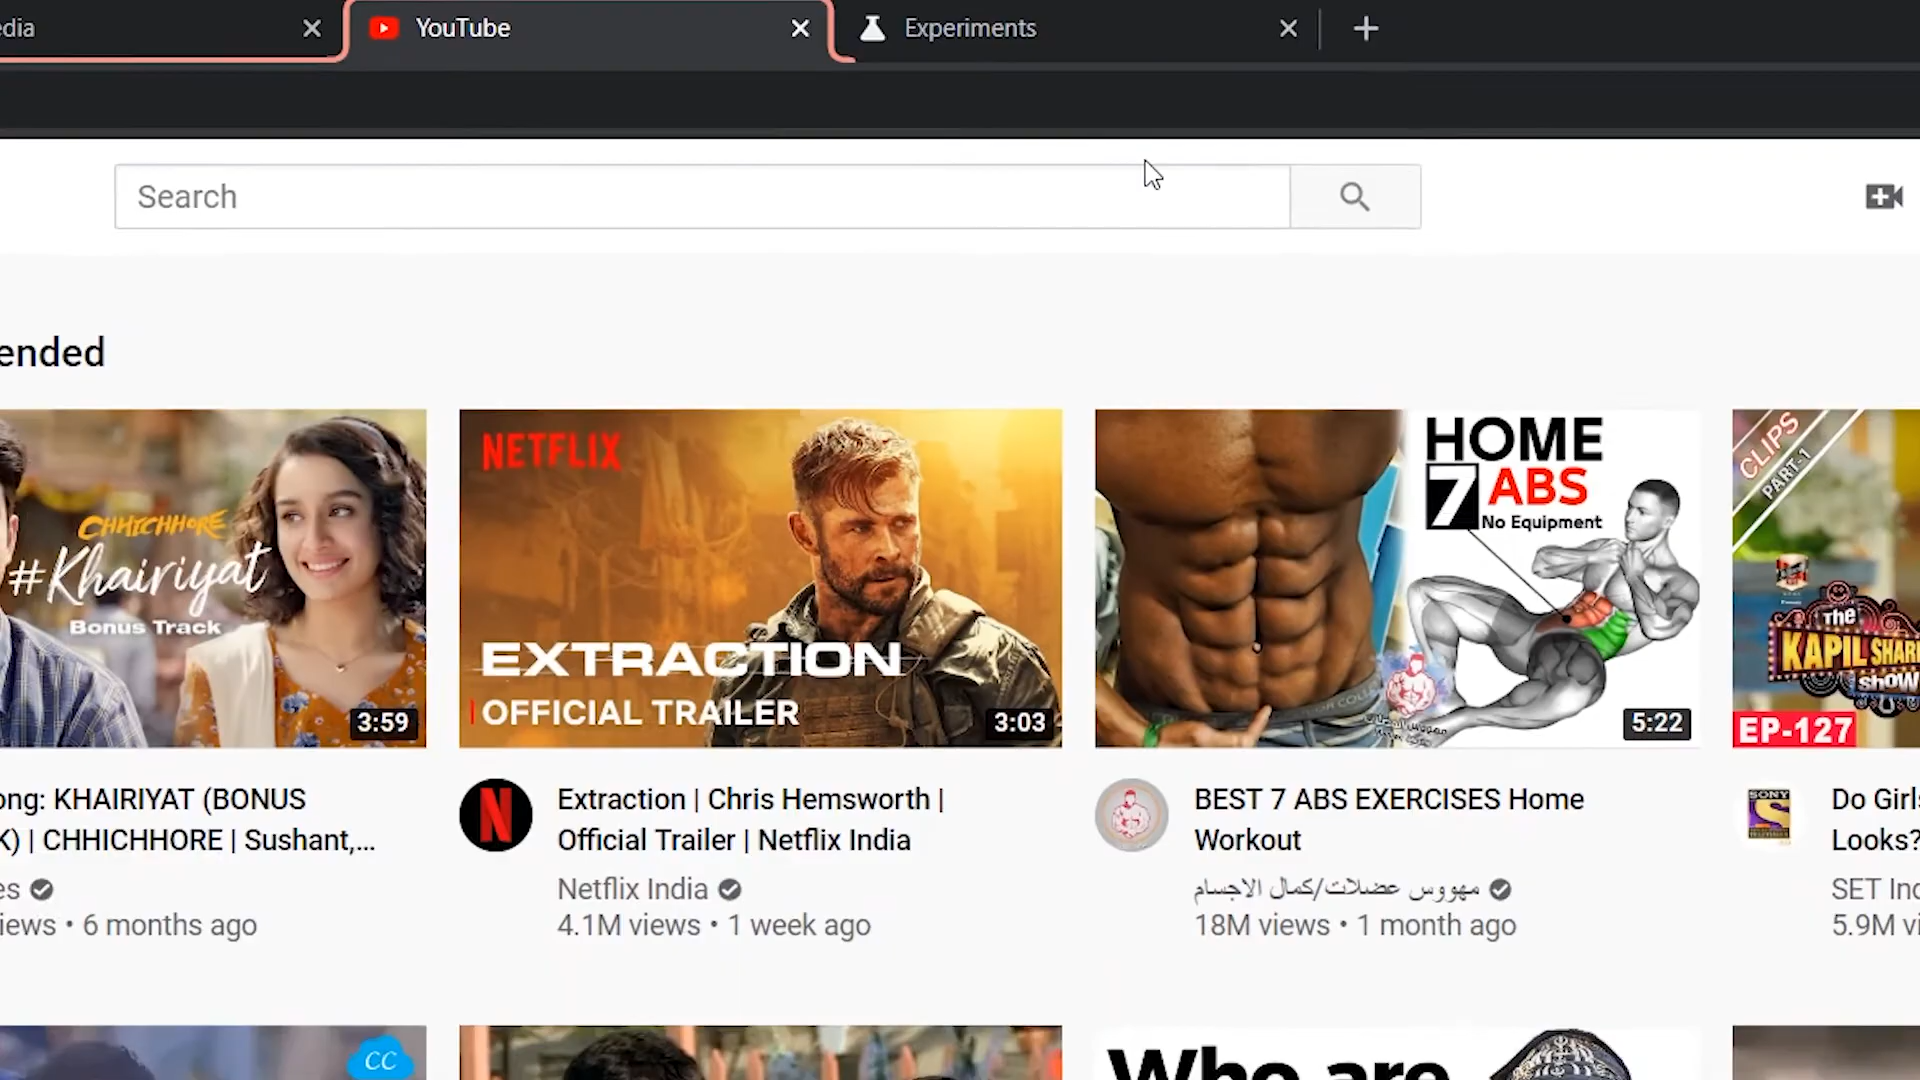 edia
YouTube
Experiments
Search
ended
CHHICHHORE
#Khairiyat
Bonus Track
3:59
NETFLIX
EXTRACTION
OFFICIAL TRAILER
3:03
HOME
7 ABS
No Equipment
5:22
CLIPS
PART-1
The
KAPIL SHAR
Show
EP-127
ong: KHAIRIYAT (BONUS
K) | CHHICHHORE | Sushant,...
es
iews • 6 months ago
Extraction | Chris Hemsworth |
Official Trailer | Netflix India
Netflix India
4.1M views • 1 week ago
BEST 7 ABS EXERCISES Home
Workout
مهووس عضلات/كمال الاجسام
18M views • 1 month ago
SONY
S
Do Girls
Looks?
SET Inc
5.9M vi
CC
Who are